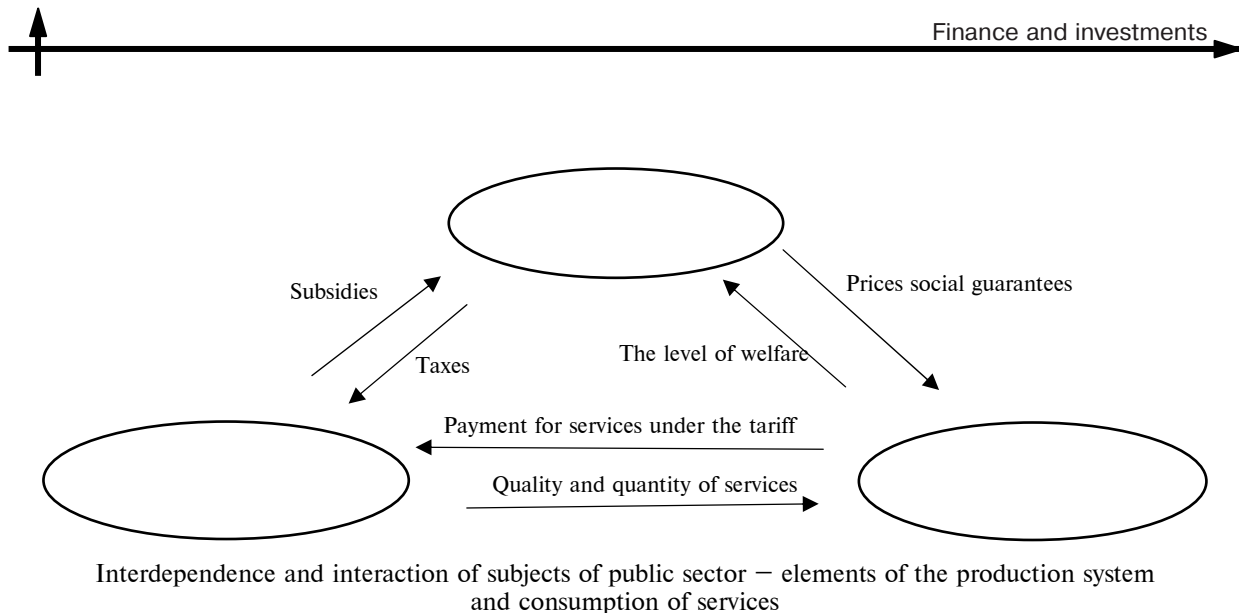 Finance and investments
Subsidies
Prices social guarantees
The level of welfare
Taxes
Payment for services under the tariff
Quality and quantity of services
Interdependence and interaction of subjects of public sector − elements of the production system
and consumption of services